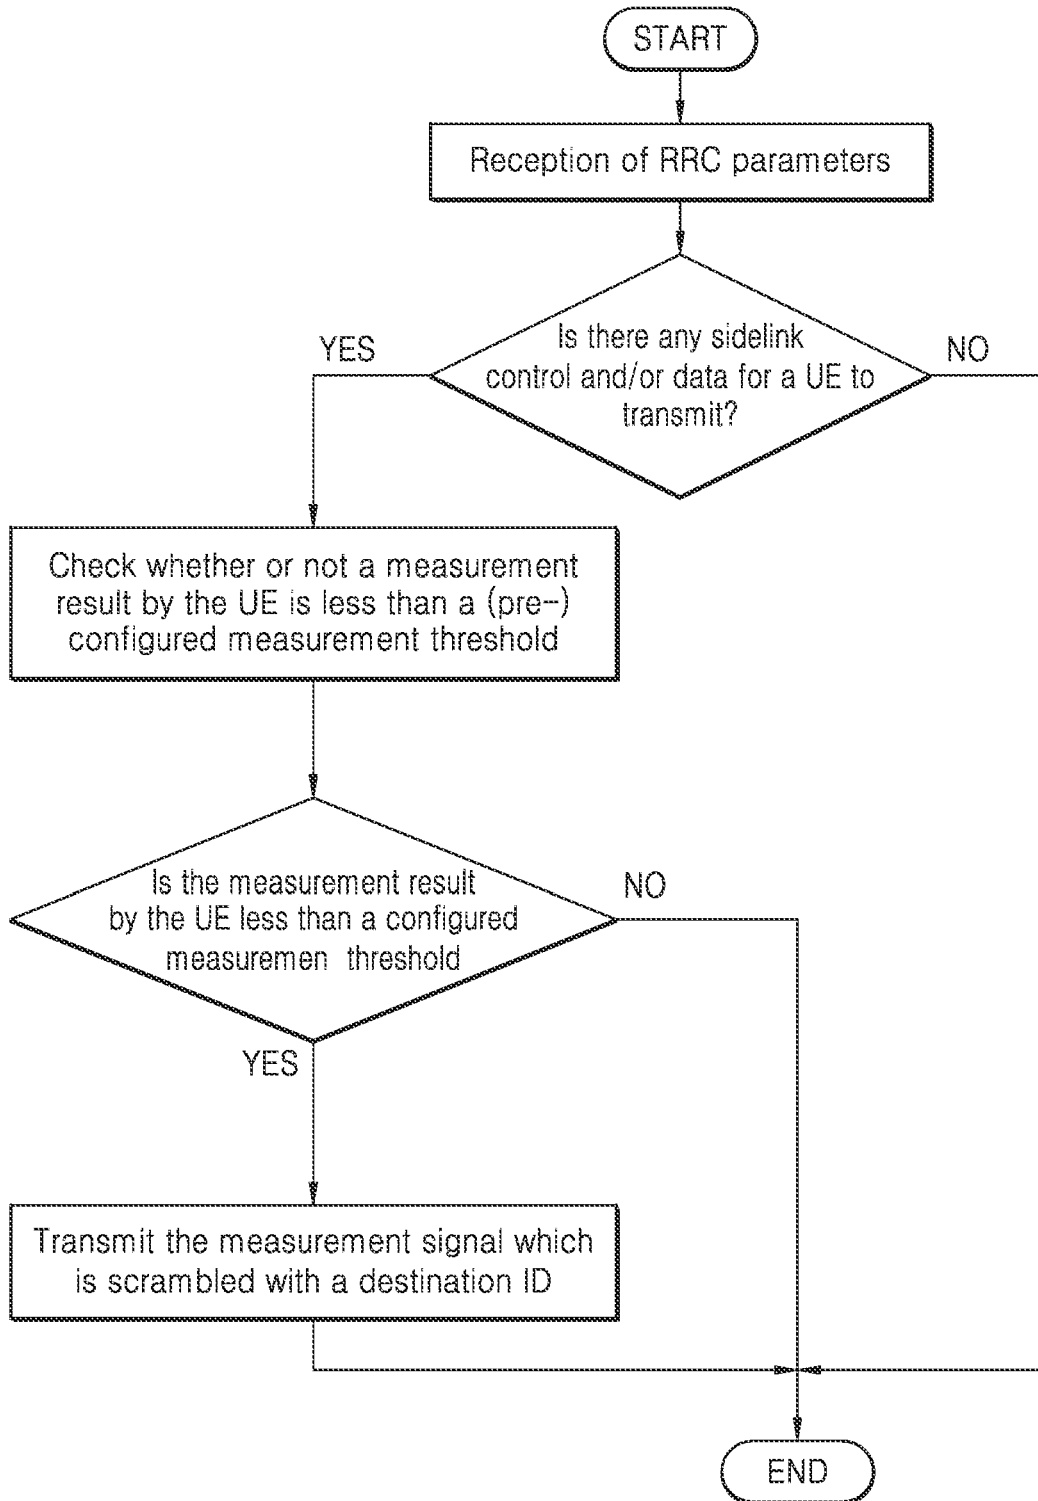 START
Reception of RRC parameters
Is there any sidelink
control and/or data for a UE to
transmit?
YES
NO
Check whether or not a measurement
result by the UE is less than a (pre-)
configured measurement threshold
Is the measurement result
by the UE less than a configured
measuremen threshold
NO
YES
Transmit the measurement signal which
is scrambled with a destination ID
END